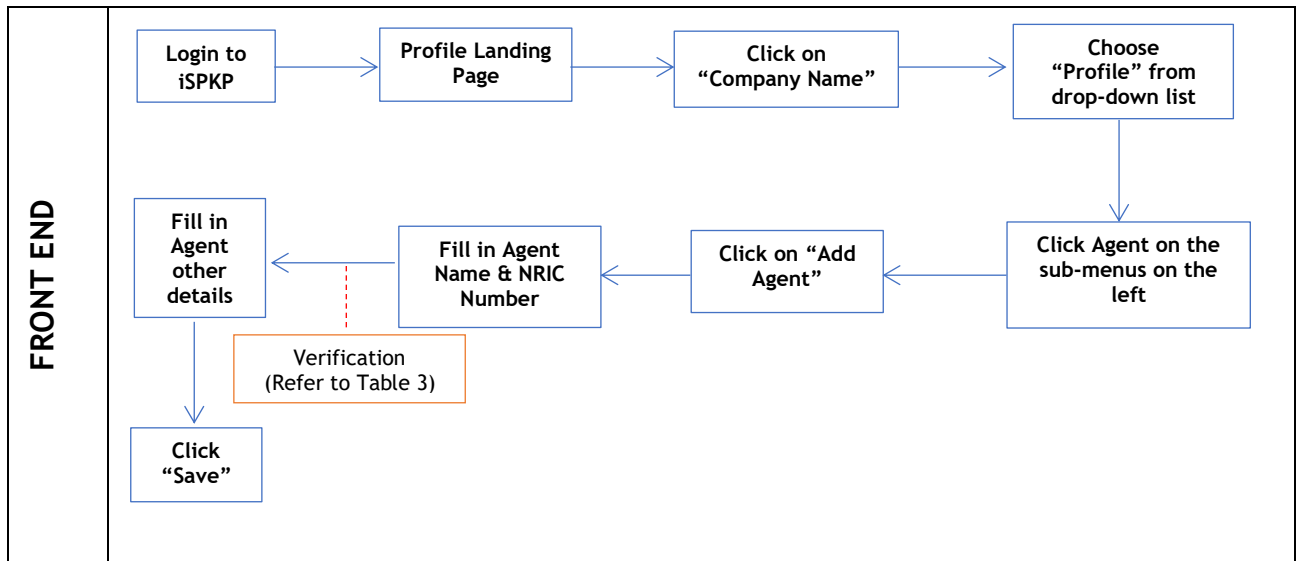 FRONT END
Login to
iSPKP
Profile Landing
Page
Click on
“Company Name”
Choose
“Profile” from
drop-down list
Click Agent on the
sub-menus on the
left
Click on “Add
Agent”
Fill in Agent
Name & NRIC
Number
Verification
(Refer to Table 3)
Fill in
Agent
other
details
Click
“Save”